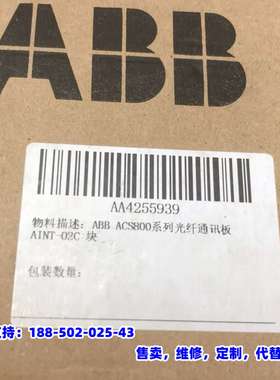 ABB
AA4255939
物料描述：ABB ACS800系列光纤通讯板
AINT-02C 块
包装数量：
持：188-502-025-43
售卖，维修，定制，代替